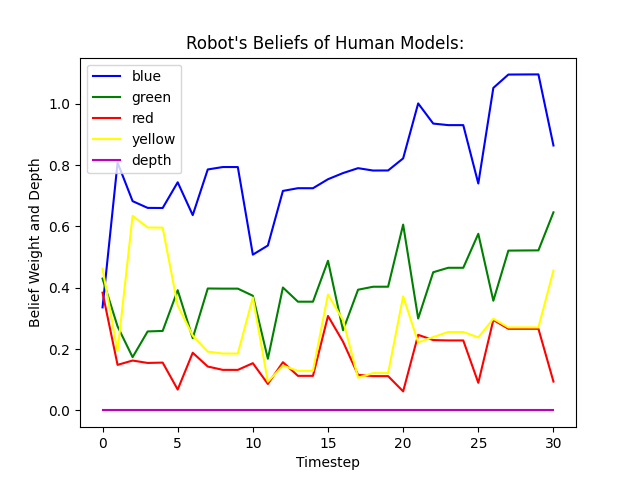 Robot's Beliefs of Human Models:
blue
green
red
yellow
depth
Belief Weight and Depth
1.0
0.8
0.6
0.4
0.2
0.0
0 5 10 15 20 25 30
Timestep